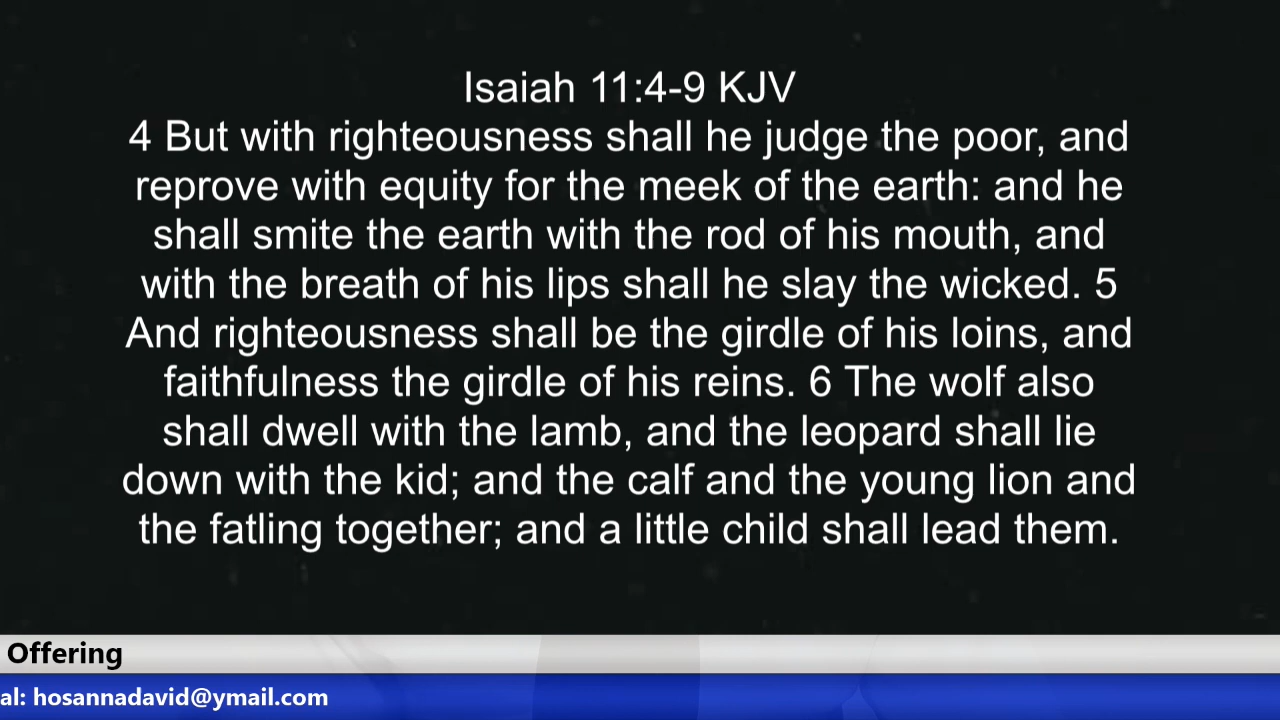 Isaiah 11:4-9 KJV
4 But with righteousness shall he judge the poor, and
reprove with equity for the meek of the earth: and he
shall smite the earth with the rod of his mouth, and
with the breath of his lips shall he slay the wicked. 5
And righteousness shall be the girdle of his loins, and
faithfulness the girdle of his reins. 6 The wolf also
shall dwell with the lamb, and the leopard shall lie
down with the kid; and the calf and the young lion and
the fatling together; and a little child shall lead them.
Offering
al: hosannadavid@ymail.com